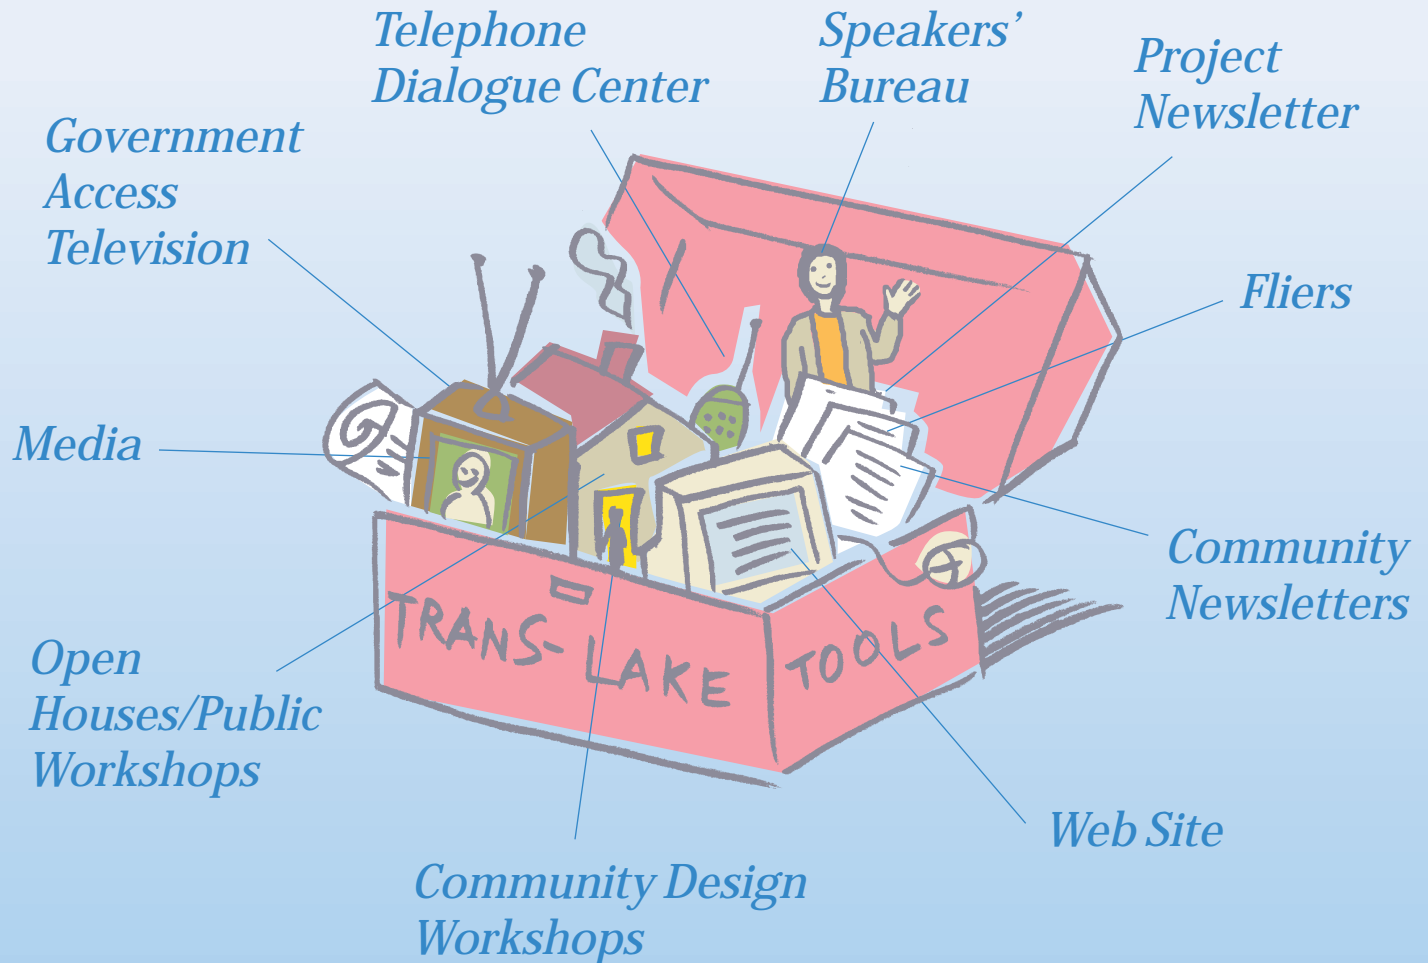 Telephone
Dialogue Center
Speakers’
Bureau
Project
Newsletter
Government
Access
Television
Fliers
Media
Community
Newsletters
TRANS-LAKE
TOOLS
Open
Houses/Public
Workshops
Web Site
Community Design
Workshops